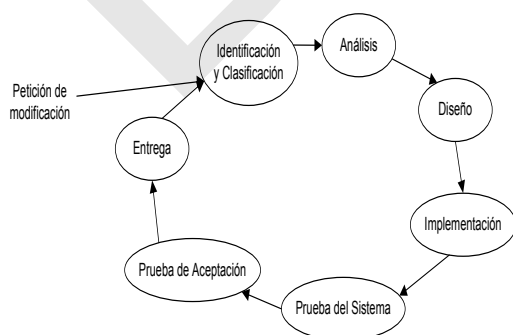 Identificación
y Clasificación
Análisis
Petición de
modificación
Diseño
Entrega
Implementación
Prueba de Aceptación
Prueba del Sistema